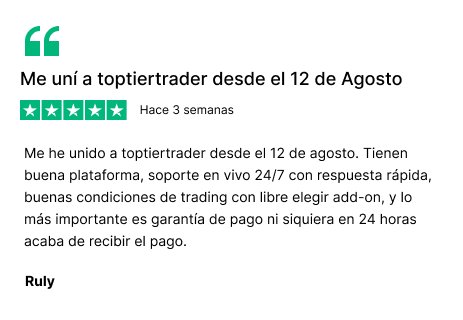 Me uní a toptiertrader desde el 12 de Agosto
Hace 3 semanas
Me he unido a toptiertrader desde el 12 de agosto. Tienen
buena plataforma, soporte en vivo 24/7 con respuesta rápida,
buenas condiciones de trading con libre elegir add-on, y lo
más importante es garantía de pago ni siquiera en 24 horas
acaba de recibir el pago.
Ruly